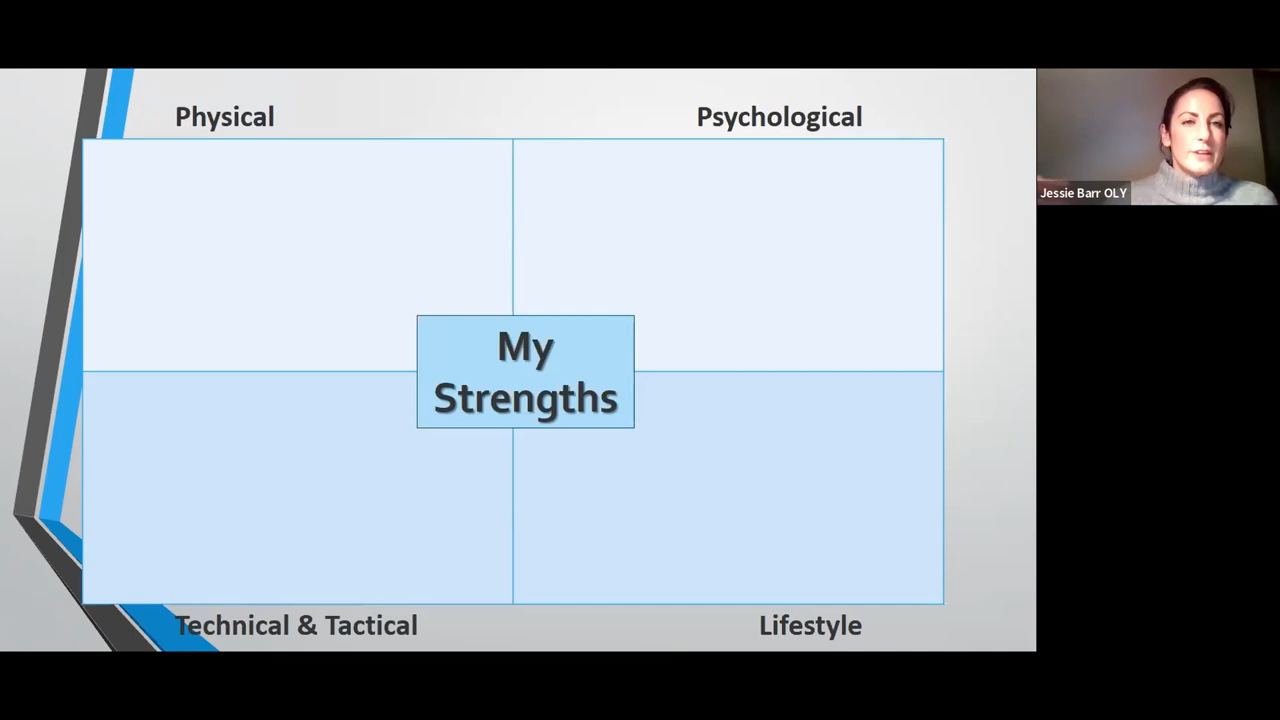 Physical
Psychological
My
Strengths
Technical & Tactical
Lifestyle
Jessie Barr OLY